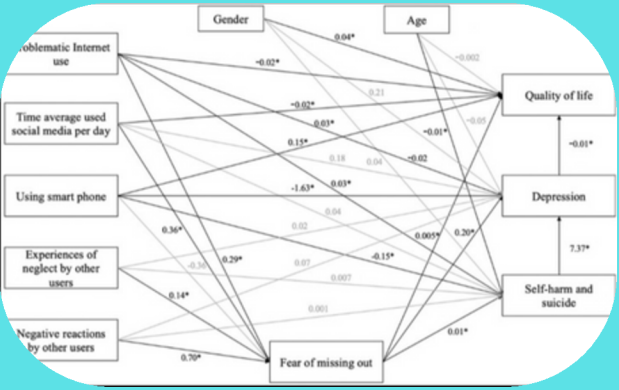 Gender
Age
roblematic Internet
use
0.04*
-0.002
-0.02*
0.21
Quality of life
-0.02*
Time average used
social media per day
0.03*
-0.05
-0.01*
0.15*
-0.01*
0.18
0.04
-0.02
Using smart phone
-1.63*
0.03*
Depression
0.04
0.02
0.36*
0.005*
0.20*
7.37*
Experiences of
neglect by other
users
0.29*
-0.15*
-0.36
0.07
0.007
Self-harm and
suicide
0.14*
0.001
Negative reactions
by other users
0.01*
0.70*
Fear of missing out